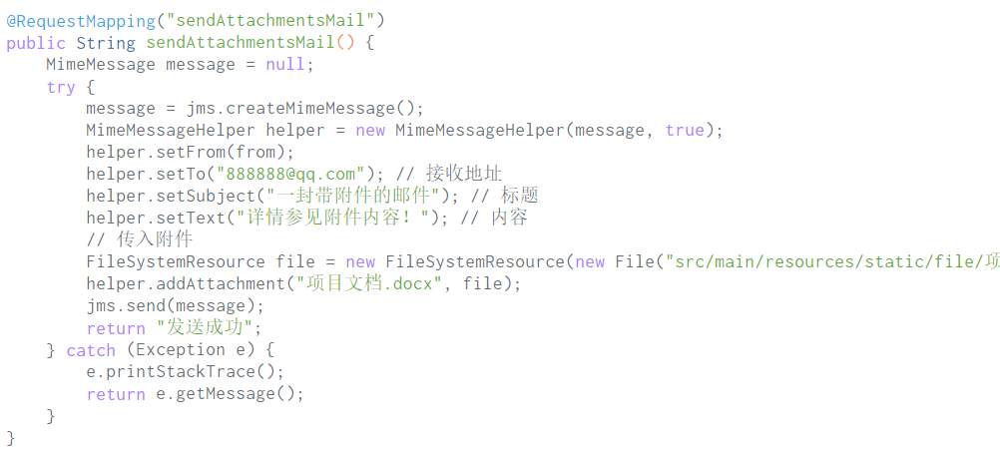 @RequestMapping("sendAttachmentsMail")
public String sendAttachmentsMail() {
    MimeMessage message = null;
    try {
        message = jms.createMimeMessage();
        MimeMessageHelper helper = new MimeMessageHelper(message, true);
        helper.setFrom(from);
        helper.setTo("888888@qq.com"); // 接收地址
        helper.setSubject("一封带附件的邮件"); // 标题
        helper.setText("详情参见附件内容！"); // 内容
        // 传入附件
        FileSystemResource file = new FileSystemResource(new File("src/main/resources/static/file/项
        helper.addAttachment("项目文档.docx", file);
        jms.send(message);
        return "发送成功";
    } catch (Exception e) {
        e.printStackTrace();
        return e.getMessage();
    }
}